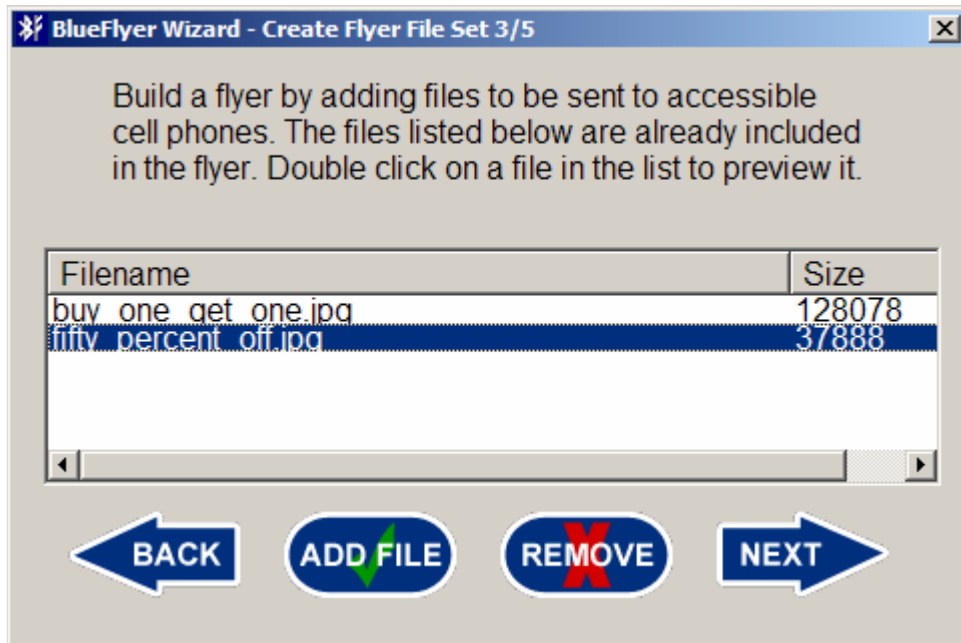 BlueFlyer Wizard - Create Flyer File Set 3/5
Build a flyer by adding files to be sent to accessible
cell phones. The files listed below are already included
in the flyer. Double click on a file in the list to preview it.
Filename Size
buy_one_get_one.jpg 128078
fifty_percent_off.jpg 37888
BACK ADD FILE REMOVE NEXT